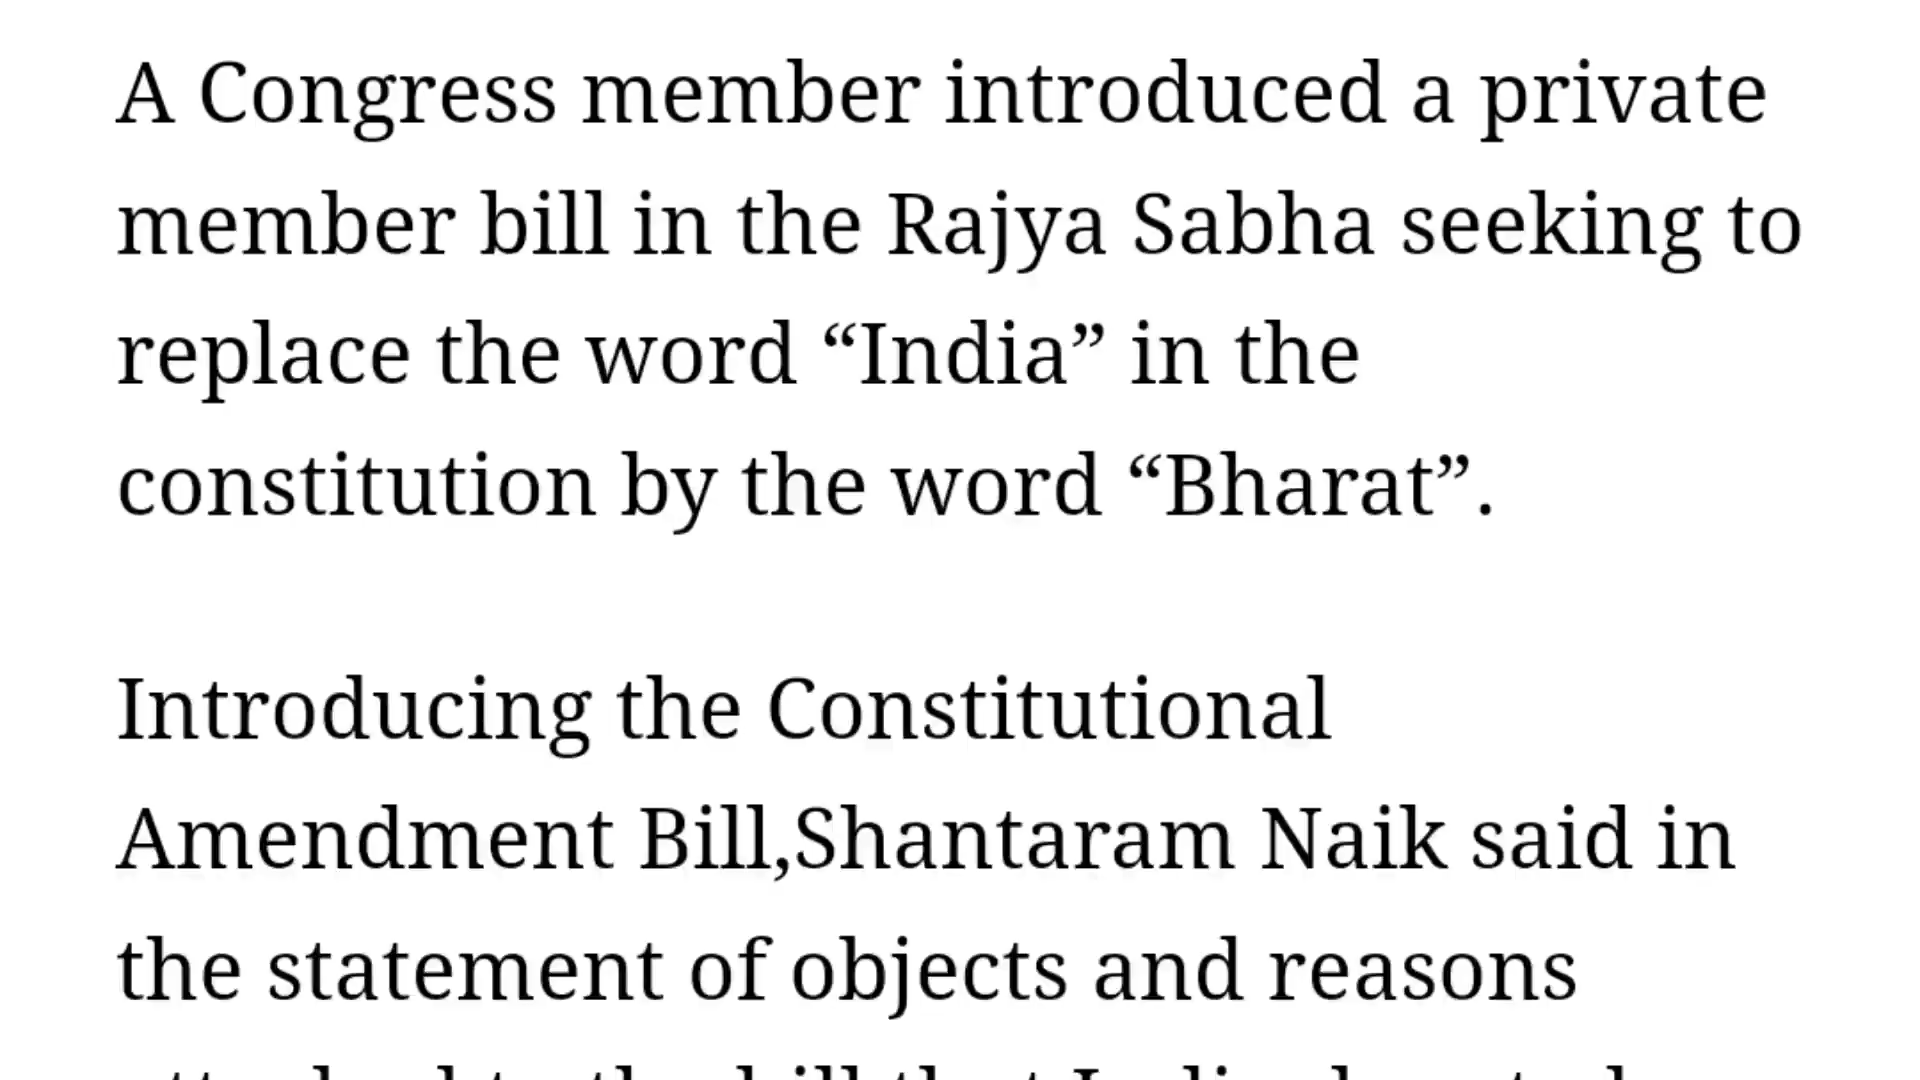 A Congress member introduced a private
member bill in the Rajya Sabha seeking to
replace the word “India” in the
constitution by the word “Bharat”.
Introducing the Constitutional
Amendment Bill,Shantaram Naik said in
the statement of objects and reasons